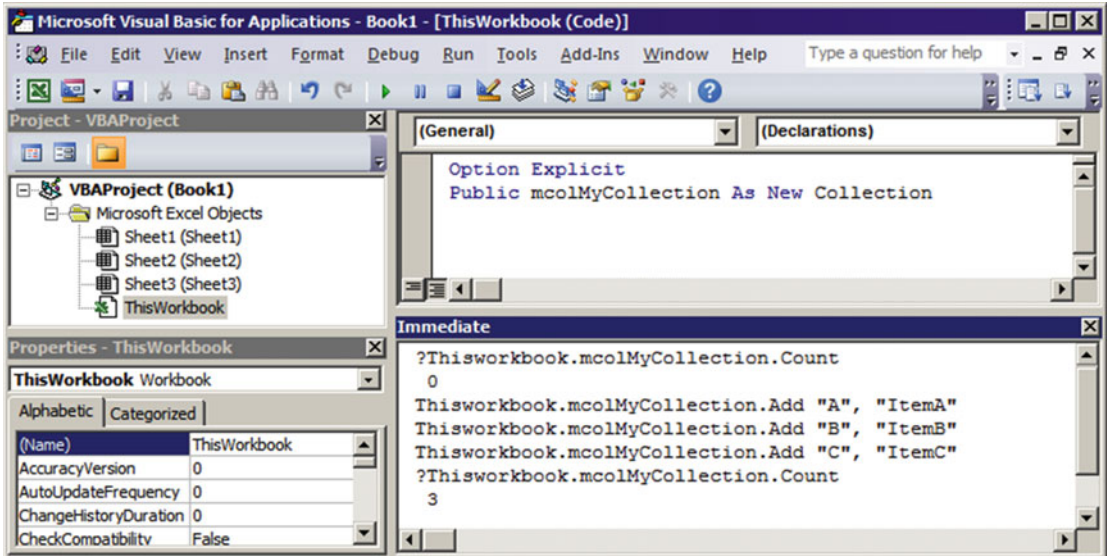 Microsoft Visual Basic for Applications - Book1 - [ThisWorkbook (Code)]
File Edit View Insert Format Debug Run Tools Add-Ins Window Help Type a question for help
Project - VBAProject
VBAProject (Book1)
Microsoft Excel Objects
Sheet1 (Sheet1)
Sheet2 (Sheet2)
Sheet3 (Sheet3)
ThisWorkbook
Properties - ThisWorkbook
ThisWorkbook Workbook
Alphabetic Categorized
(Name) ThisWorkbook
AccuracyVersion 0
AutoUpdateFrequency 0
ChangeHistoryDuration 0
CheckCompatibility False
(General) (Declarations)
Option Explicit
Public mcolMyCollection As New Collection
Immediate
?Thisworkbook.mcolMyCollection.Count
0
Thisworkbook.mcolMyCollection.Add "A", "ItemA"
Thisworkbook.mcolMyCollection.Add "B", "ItemB"
Thisworkbook.mcolMyCollection.Add "C", "ItemC"
?Thisworkbook.mcolMyCollection.Count
3